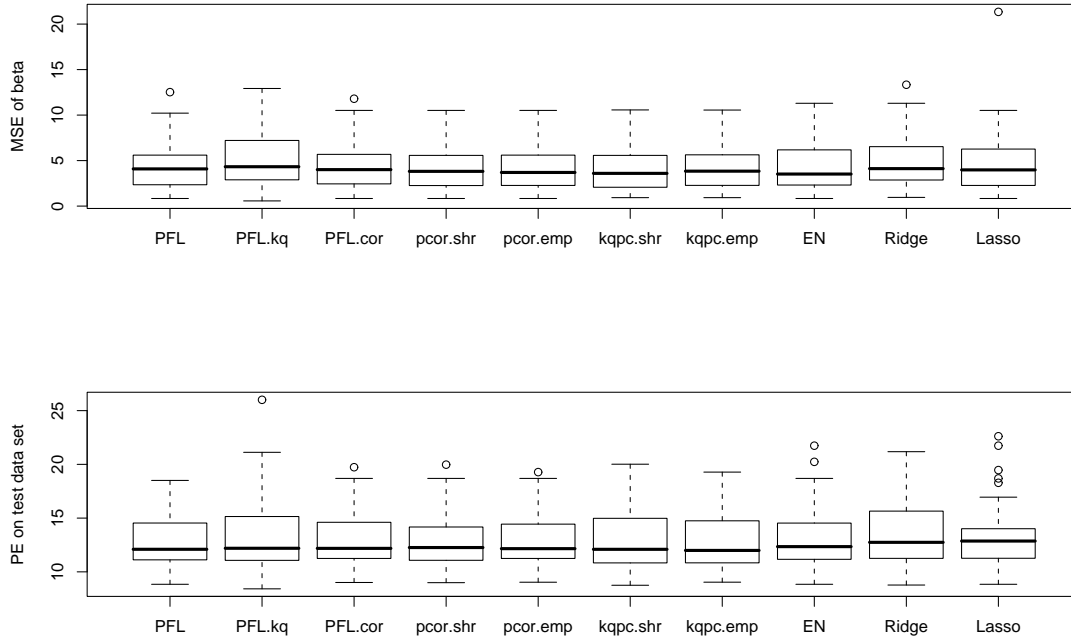 MSE of beta
20
15
10
5
0
PFL PFL.kq PFL.cor pcor.shr pcor.emp kqpc.shr kqpc.emp EN Ridge Lasso
PE on test data set
25
20
15
10
PFL PFL.kq PFL.cor pcor.shr pcor.emp kqpc.shr kqpc.emp EN Ridge Lasso